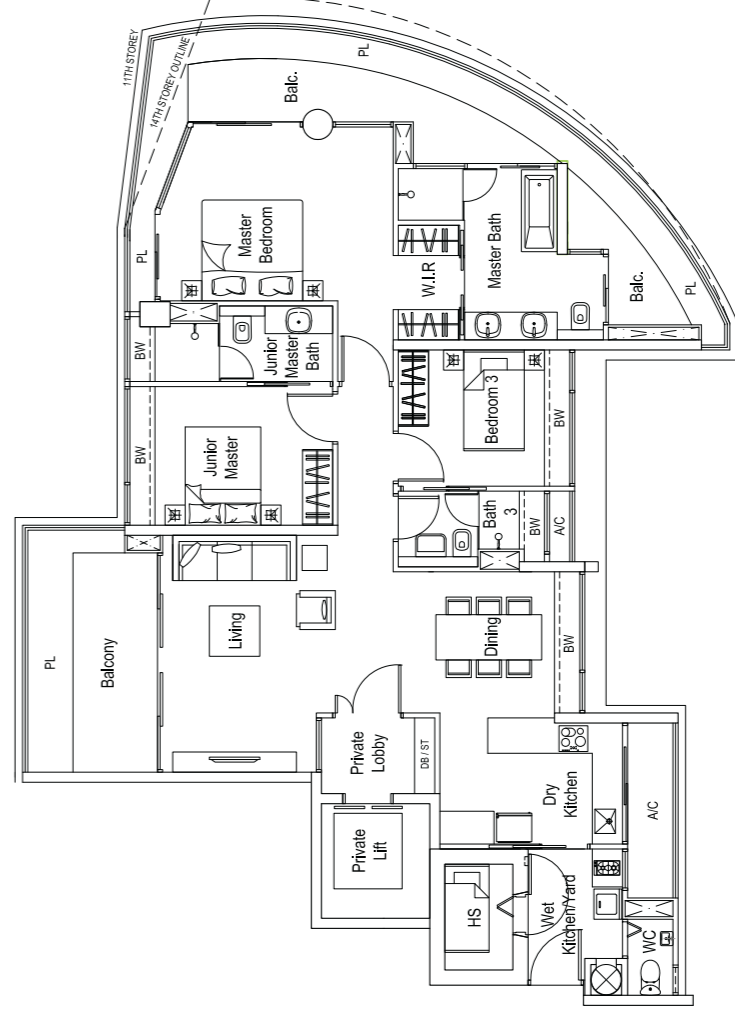 11TH STOREY
14TH STOREY OUTLINE
PL
Balc.
PL
Master
Bedroom
W.I.R
Master Bath
Balc.
PL
BW
Junior
Master
Bath
BW
Junior
Master
Bedroom 3
BW
Bath
3
BW
A/C
PL
Balcony
Living
Dining
BW
Private
Lobby
DB / ST
Dry
Kitchen
A/C
Private
Lift
HS
Wet
Kitchen/Yard
WC